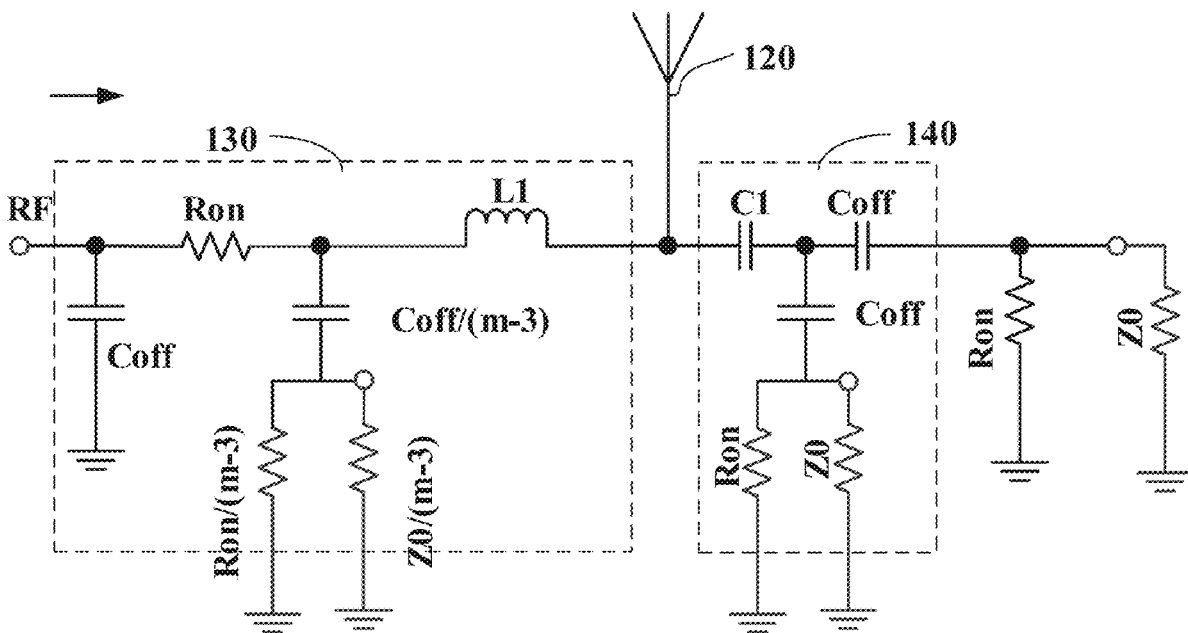 120
130
140
L1
RF
Ron
C1
Coff
Coff/(m-3)
Coff
Coff
Ron
Z0
Ron/(m-3)
Z0/(m-3)
Ron
Z0